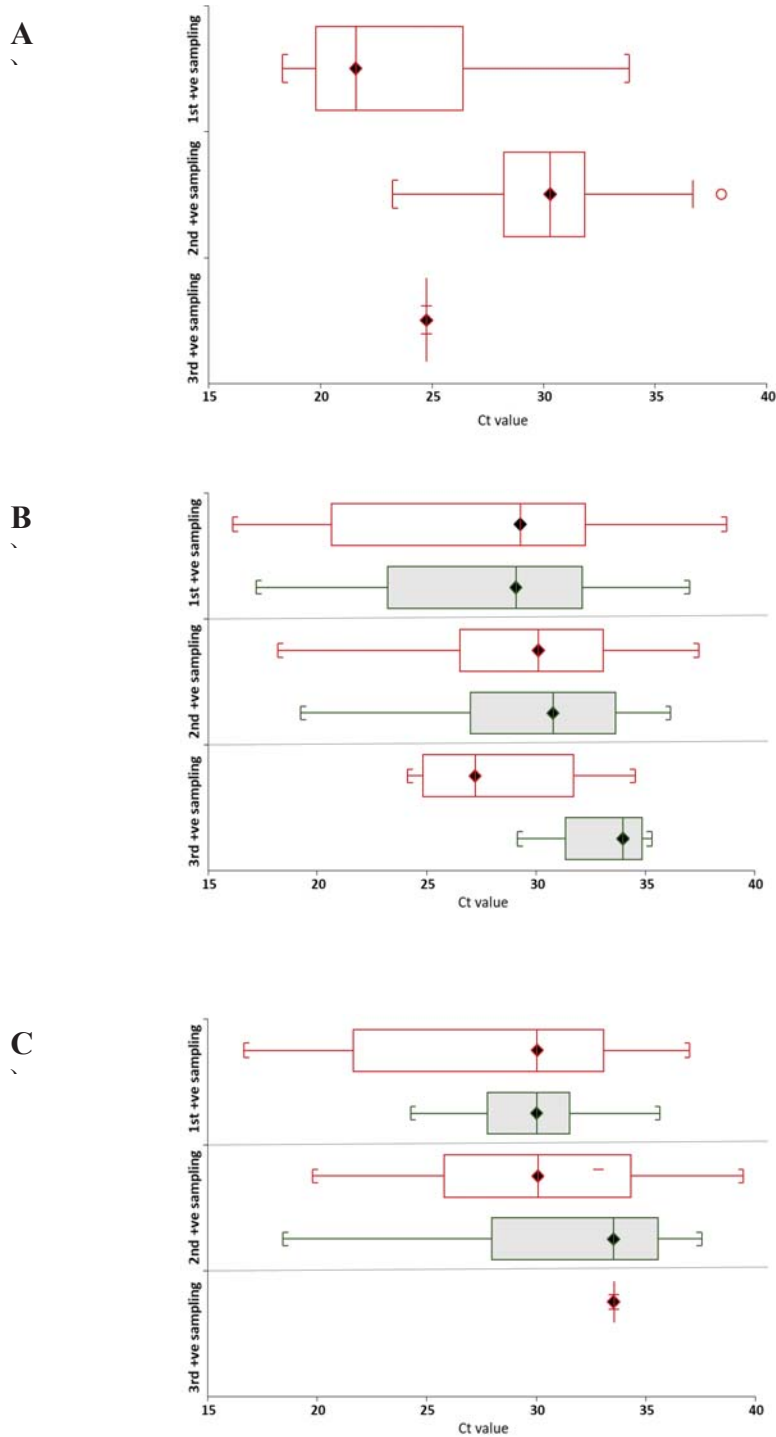 A
`
1st +ve sampling
2nd +ve sampling
3rd +ve sampling
15 20 25 30 35 40
Ct value
B
`
1st +ve sampling
2nd +ve sampling
3rd +ve sampling
15 20 25 30 35 40
Ct value
C
`
1st +ve sampling
2nd +ve sampling
3rd +ve sampling
15 20 25 30 35 40
Ct value